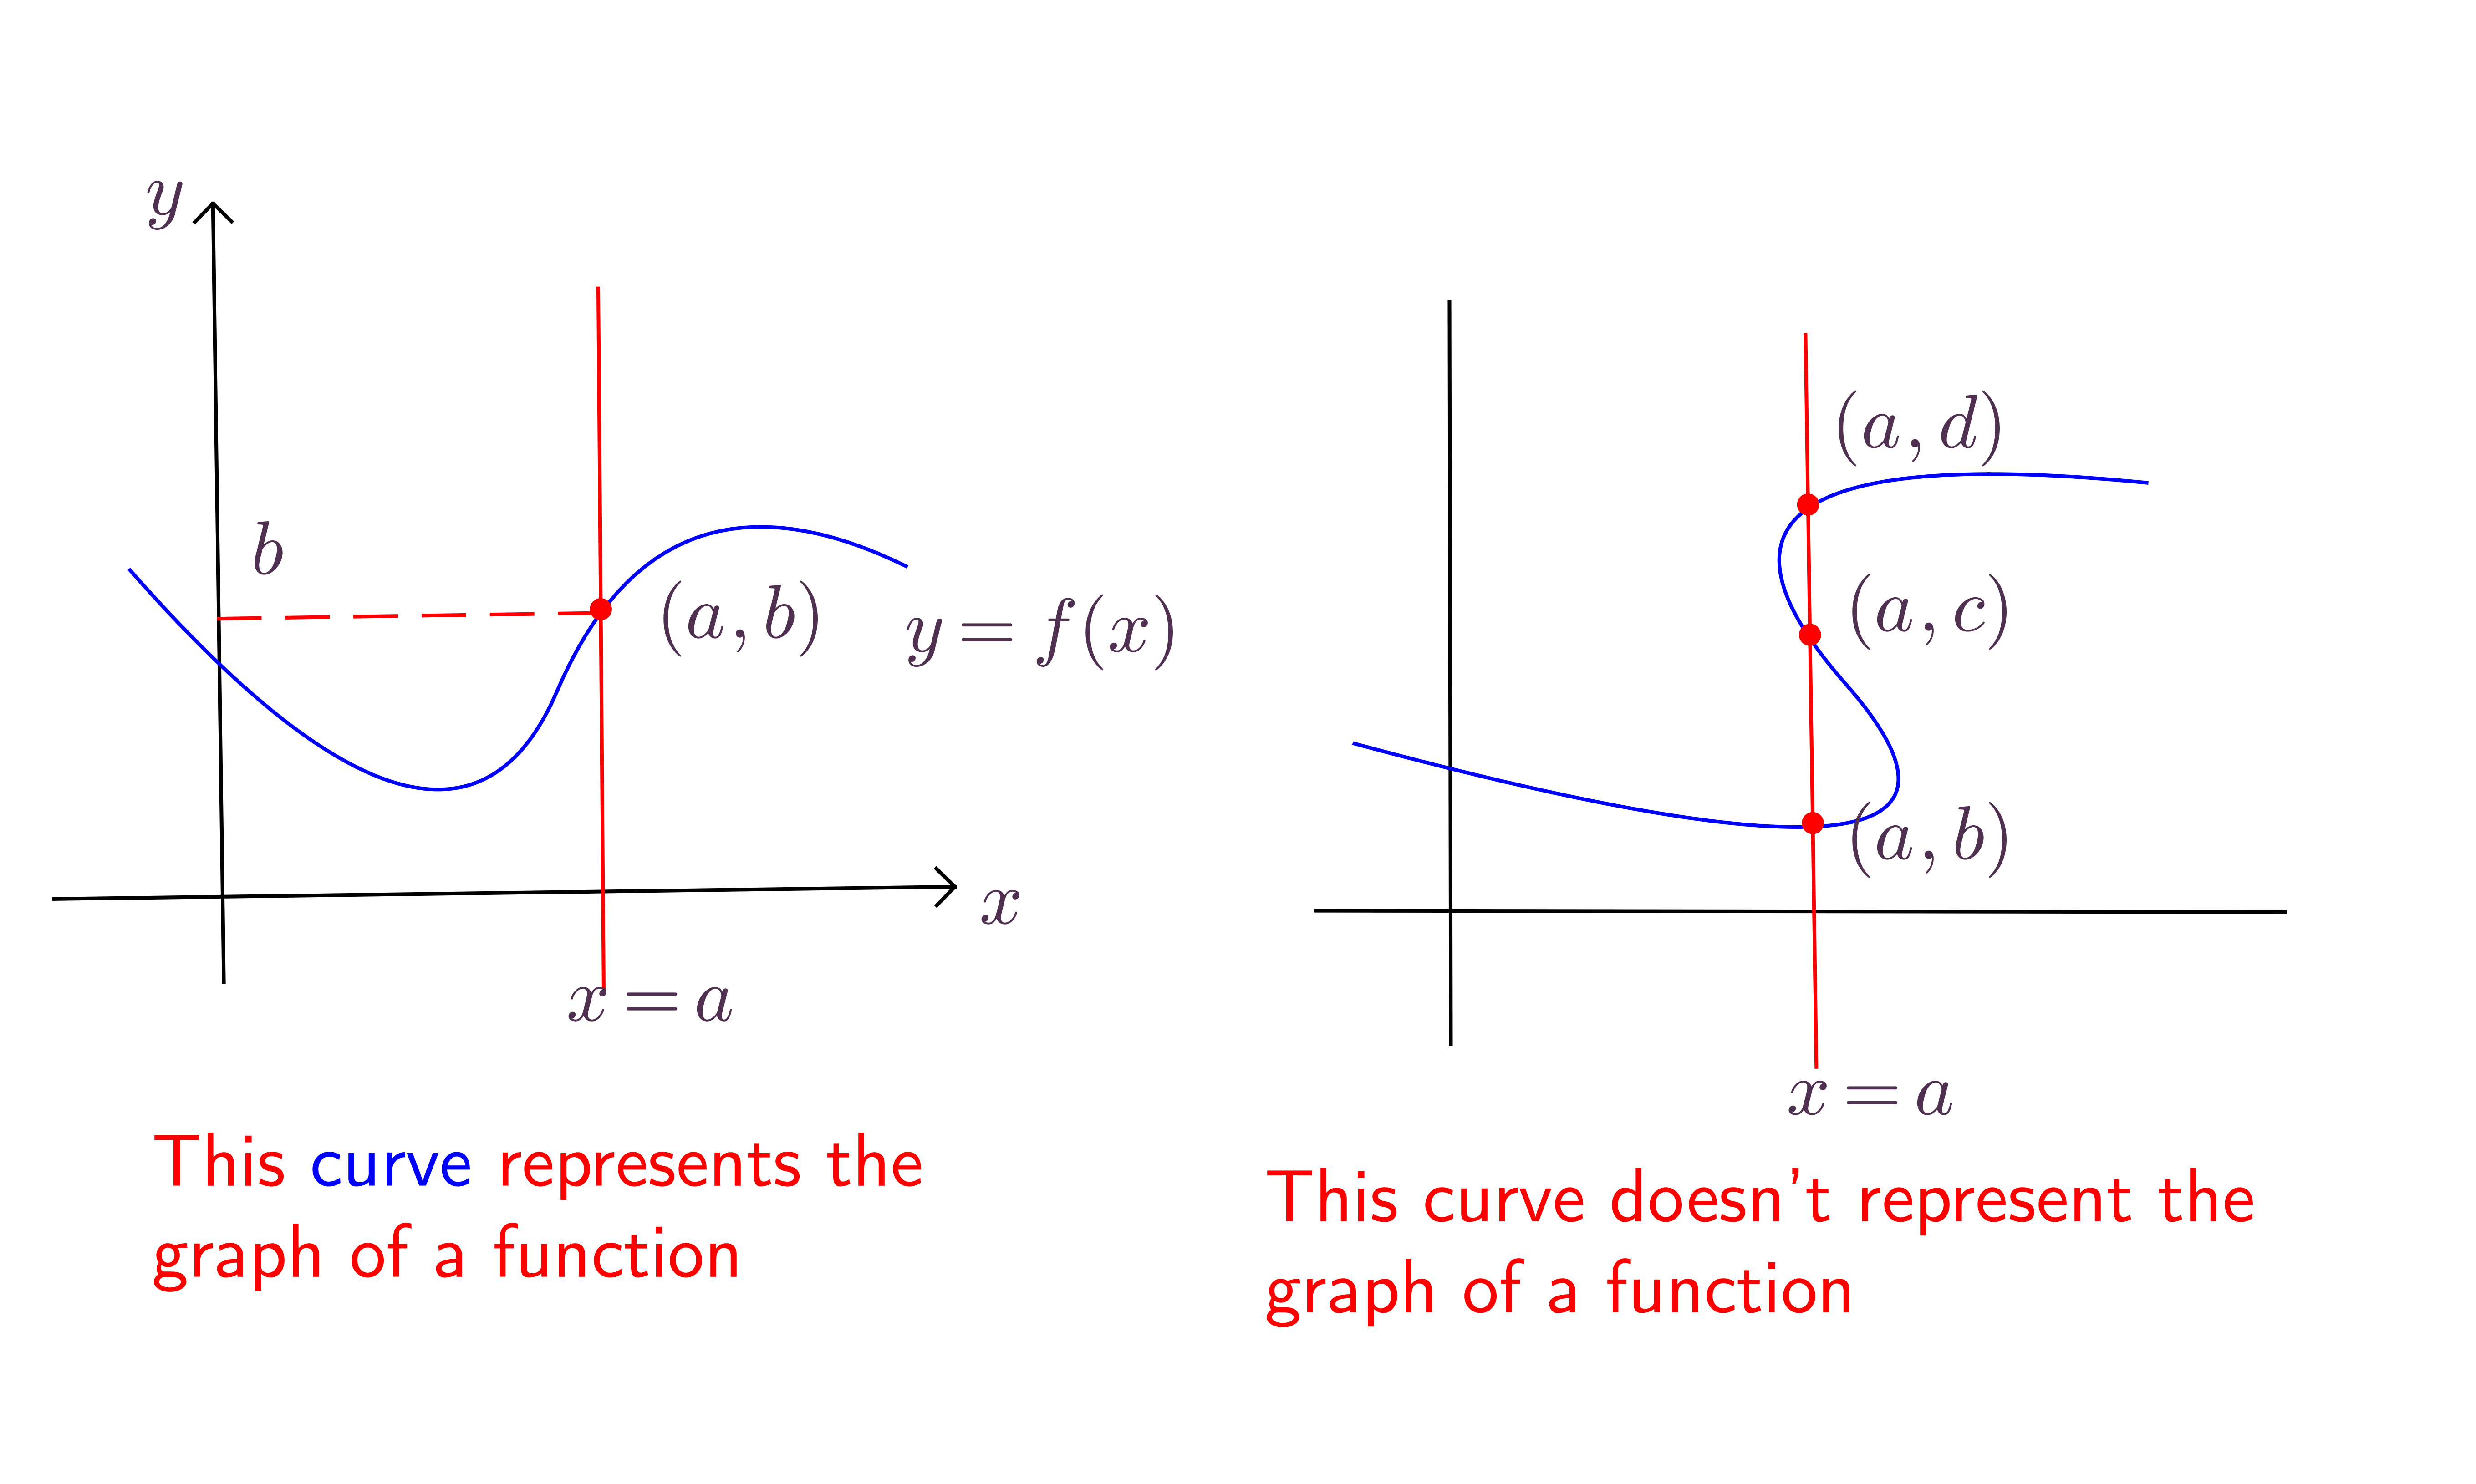 y
b
(a, b)
y = f(x)
x
x = a
This curve represents the
graph of a function
(a, d)
(a, c)
(a, b)
x = a
This curve doesn't represent the
graph of a function